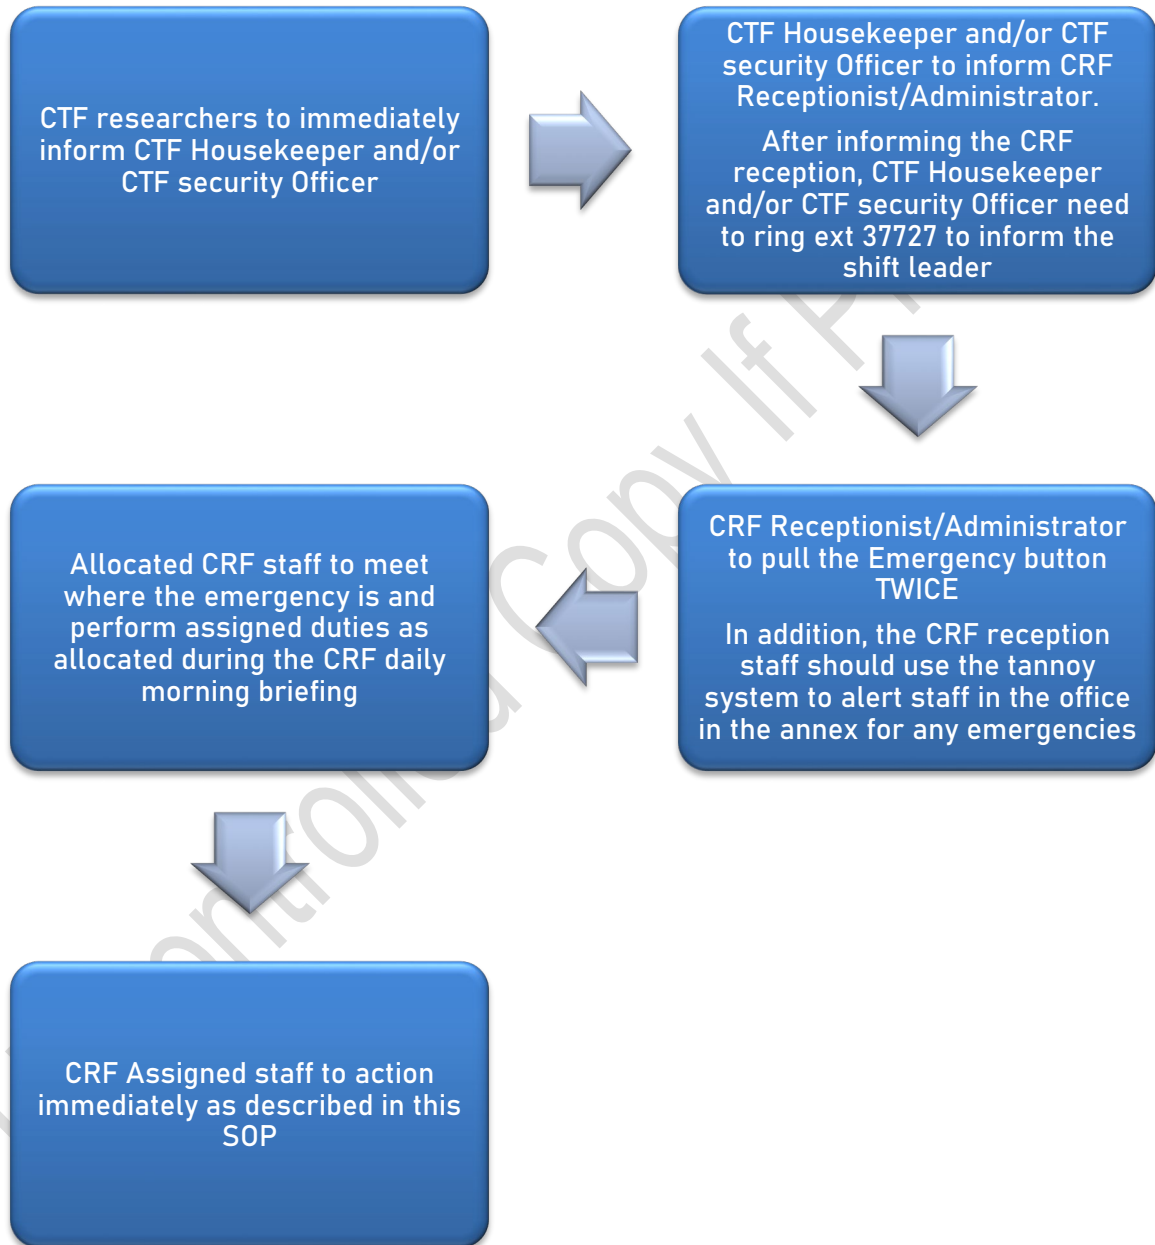 CTF researchers to immediately
inform CTF Housekeeper and/or
CTF security Officer
CTF Housekeeper and/or CTF
security Officer to inform CRF
Receptionist/Administrator.
After informing the CRF
reception, CTF Housekeeper
and/or CTF security Officer need
to ring ext 37727 to inform the
shift leader
CRF Receptionist/Administrator
to pull the Emergency button
TWICE
In addition, the CRF reception
staff should use the tannoy
system to alert staff in the office
in the annex for any emergencies
Allocated CRF staff to meet
where the emergency is and
perform assigned duties as
allocated during the CRF daily
morning briefing
CRF Assigned staff to action
immediately as described in this
SOP
Copy If